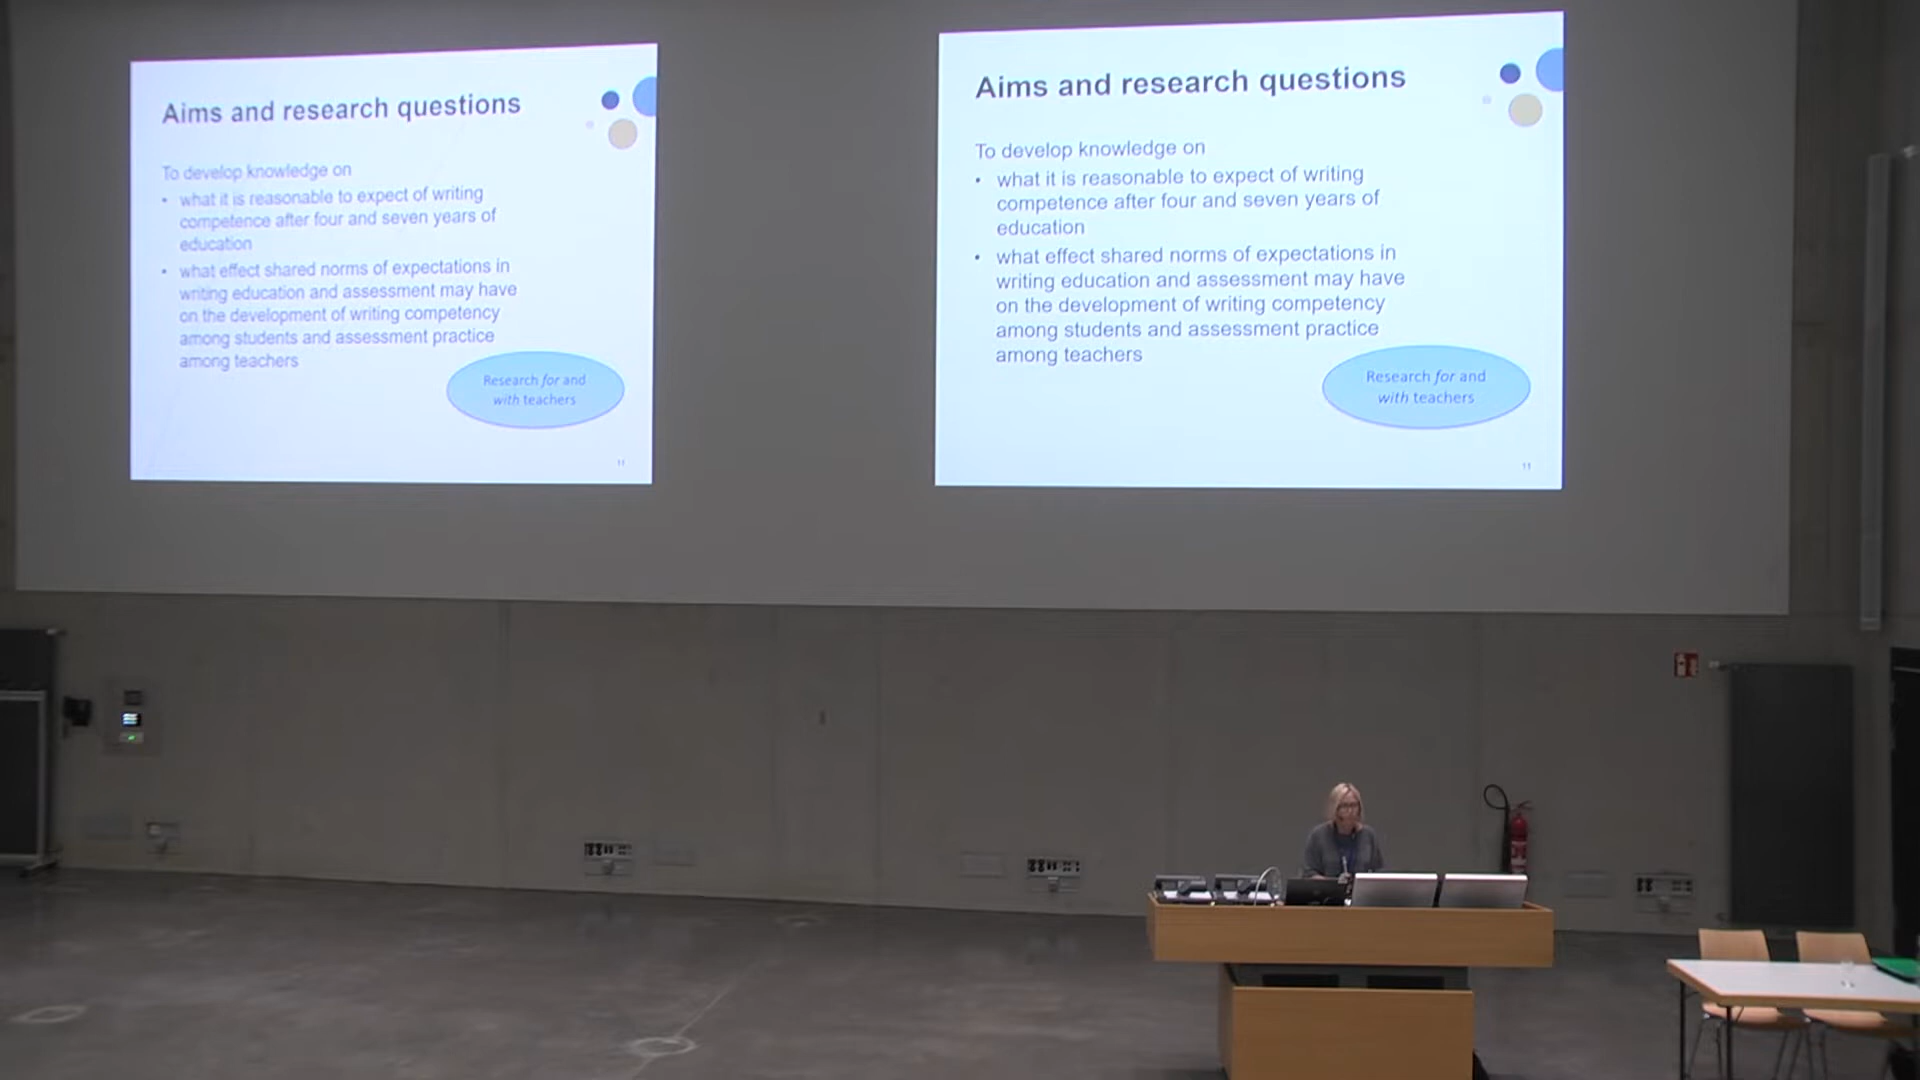 Aims and research questions
To develop knowledge on
• what it is reasonable to expect of writing
competence after four and seven years of
education
• what effect shared norms of expectations in
writing education and assessment may have
on the development of writing competency
among students and assessment practice
among teachers
Research for and
with teachers
11
Aims and research questions
To develop knowledge on
• what it is reasonable to expect of writing
competence after four and seven years of
education
• what effect shared norms of expectations in
writing education and assessment may have
on the development of writing competency
among students and assessment practice
among teachers
Research for and
with teachers
11